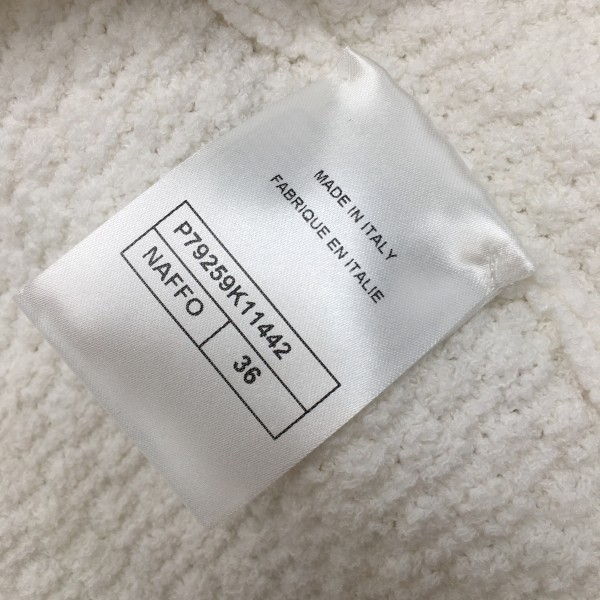 MADE IN ITALY
FABRIQUE EN ITALIE
P79259K11442
NAFFO 36